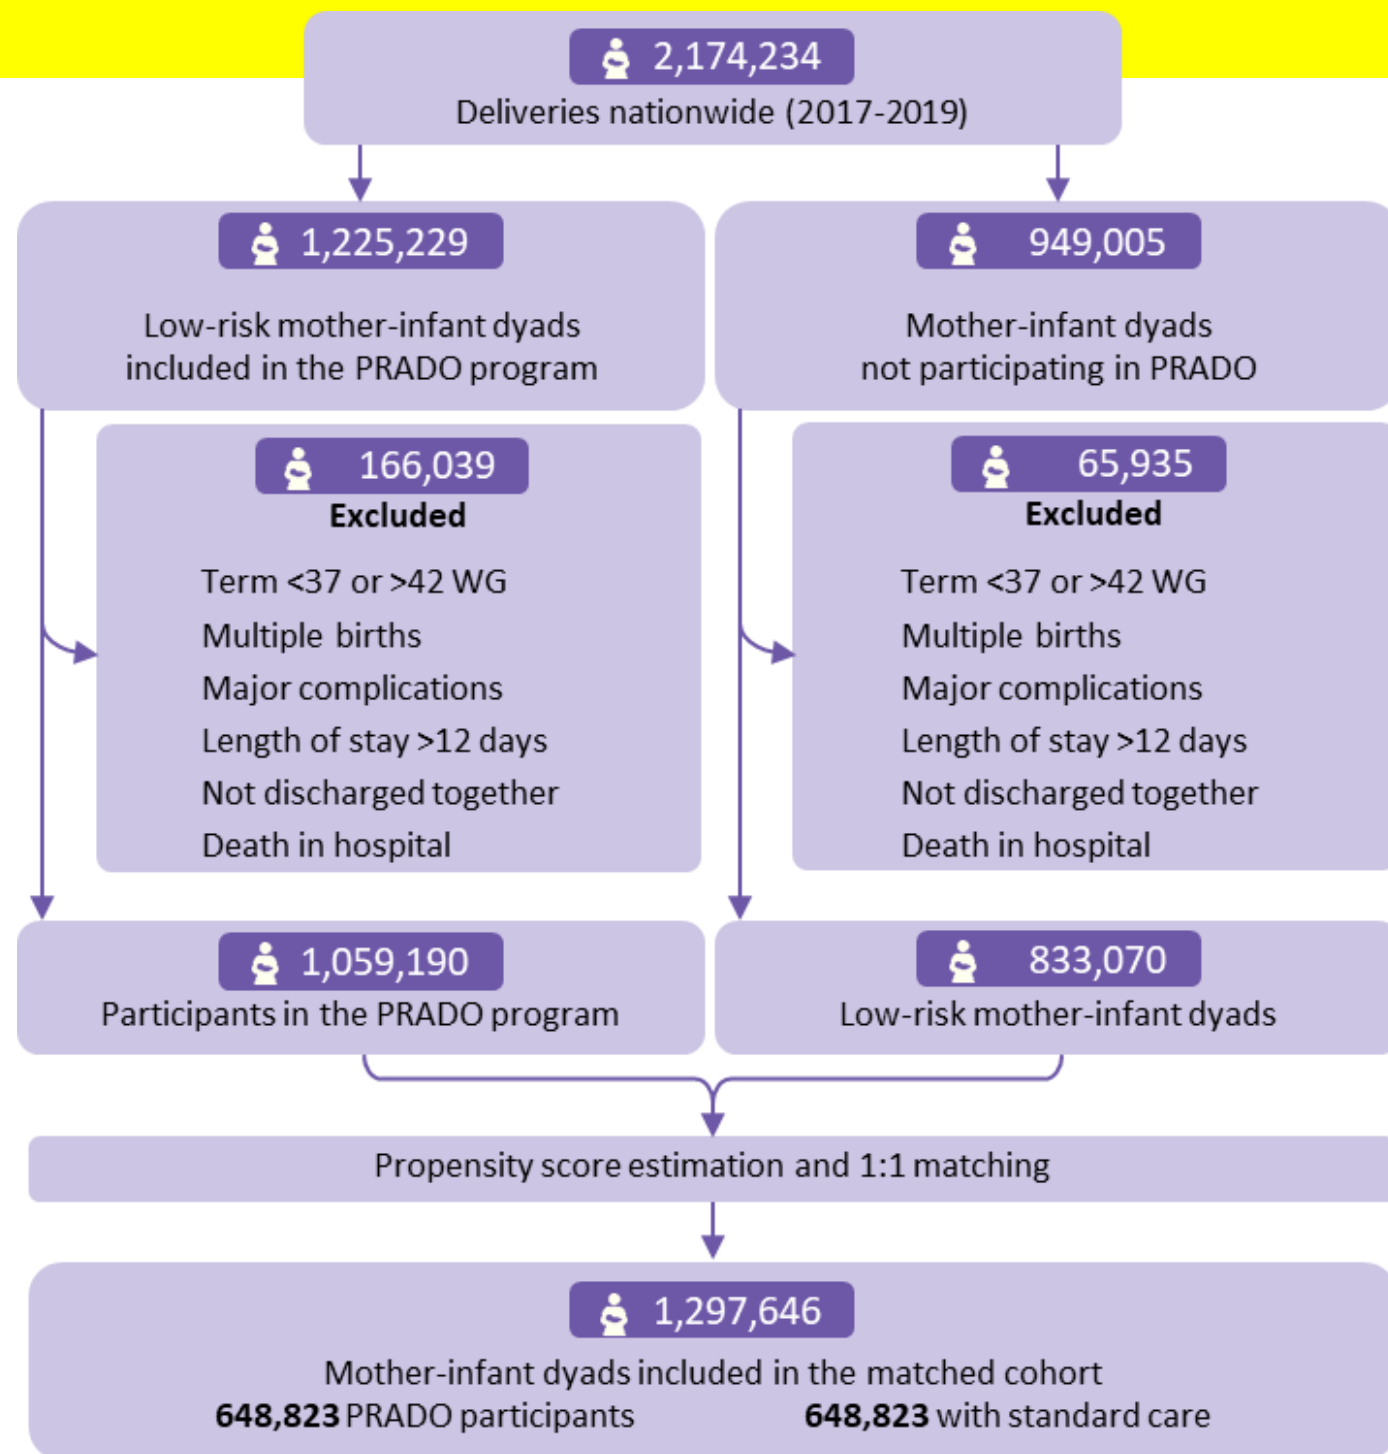 2,174,234
Deliveries nationwide (2017-2019)
1,225,229
Low-risk mother-infant dyads
included in the PRADO program
949,005
Mother-infant dyads
not participating in PRADO
166,039
Excluded
Term <37 or >42 WG
Multiple births
Major complications
Length of stay >12 days
Not discharged together
Death in hospital
65,935
Excluded
Term <37 or >42 WG
Multiple births
Major complications
Length of stay >12 days
Not discharged together
Death in hospital
1,059,190
Participants in the PRADO program
833,070
Low-risk mother-infant dyads
Propensity score estimation and 1:1 matching
1,297,646
Mother-infant dyads included in the matched cohort
648,823 PRADO participants
648,823 with standard care